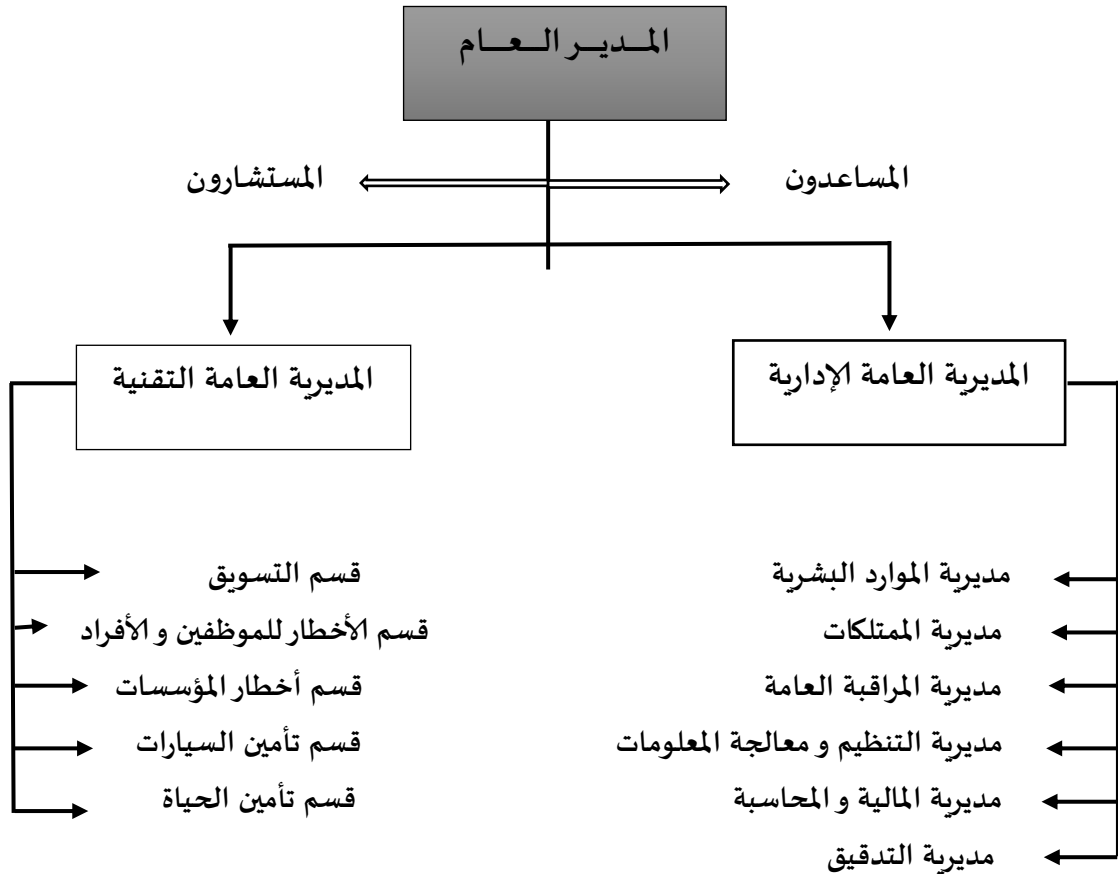 المـديـر الـعـام
المساعدون
المستشارون
المديرية العامة الإدارية
المديرية العامة التقنية
مديرية الموارد البشرية
مديرية الممتلكات
مديرية المراقبة العامة
مديرية التنظيم و معالجة المعلومات
مديرية المالية و المحاسبة
مديرية التدقيق
قسم التسويق
قسم الأخطار للموظفين و الأفراد
قسم أخطار المؤسسات
قسم تأمين السيارات
قسم تأمين الحياة